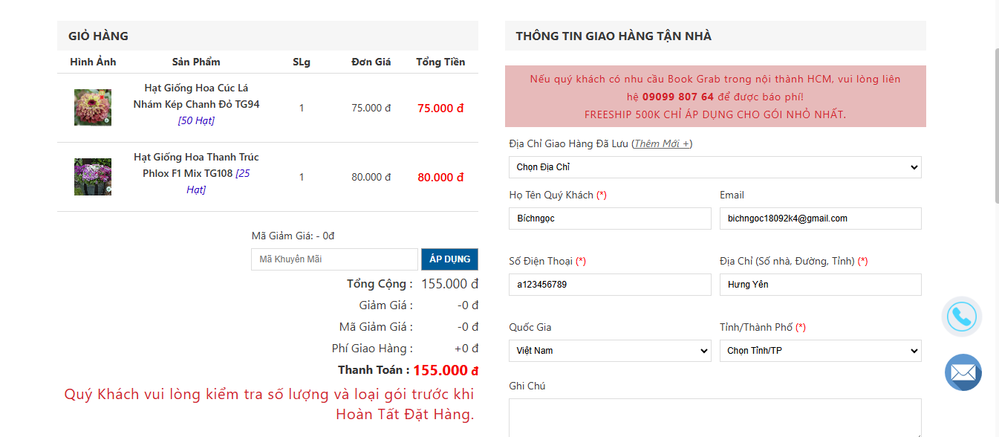 GIỎ HÀNG
Hình Ảnh Sản Phẩm SLg Đơn Giá Tổng Tiền
Hạt Giống Hoa Cúc Lá
Nhám Kép Chanh Đỏ TG94
[50 Hạt]
1 75.000 đ 75.000 đ
Hạt Giống Hoa Thanh Trúc
Phlox F1 Mix TG108 [25
Hạt]
1 80.000 đ 80.000 đ
Mã Giảm Giá: - 0đ
Mã Khuyên Mãi ÁP DỤNG
Tổng Cộng : 155.000 đ
Giảm Giá : -0 đ
Mã Giảm Giá : -0 đ
Phí Giao Hàng : +0 đ
Thanh Toán : 155.000 đ
Quý Khách vui lòng kiểm tra số lượng và loại gói trước khi
Hoàn Tất Đặt Hàng.
THÔNG TIN GIAO HÀNG TẬN NHÀ
Nếu quý khách có nhu cầu Book Grab trong nội thành HCM, vui lòng liên
hệ 09099 807 64 để được báo phí!
FREESHIP 500K CHỈ ÁP DỤNG CHO GÓI NHỎ NHẤT.
Địa Chỉ Giao Hàng Đã Lưu (Thêm Mới +)
Chọn Địa Chỉ
Họ Tên Quý Khách (*) Email
Bíchngọc bichngoc18092k4@gmail.com
Số Điện Thoại (*) Địa Chỉ (Số nhà, Đường, Tỉnh) (*)
a123456789 Hưng Yên
Quốc Gia Tỉnh/Thành Phố (*)
Việt Nam Chọn Tỉnh/TP
Ghi Chú